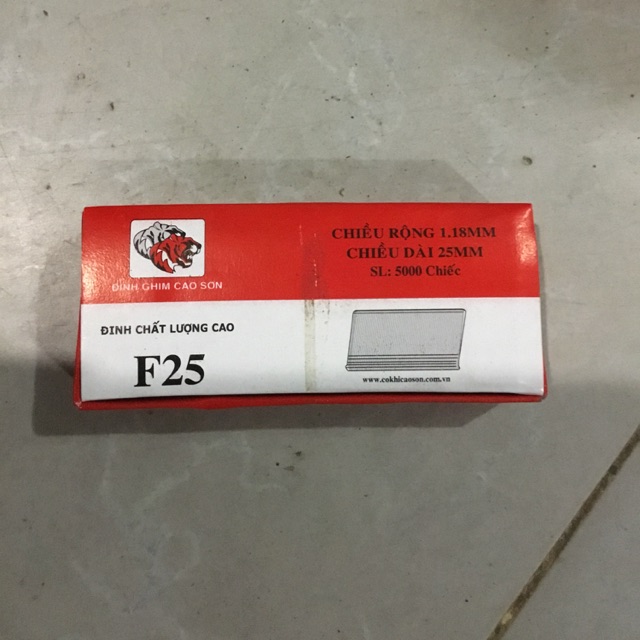 ĐINH GHIM CAO SON
ĐINH CHẤT LƯỢNG CAO
F25
CHIỀU RỘNG 1.18MM
CHIỀU DÀI 25MM
SL: 5000 Chiếc
www.cokhicaoson.com.vn